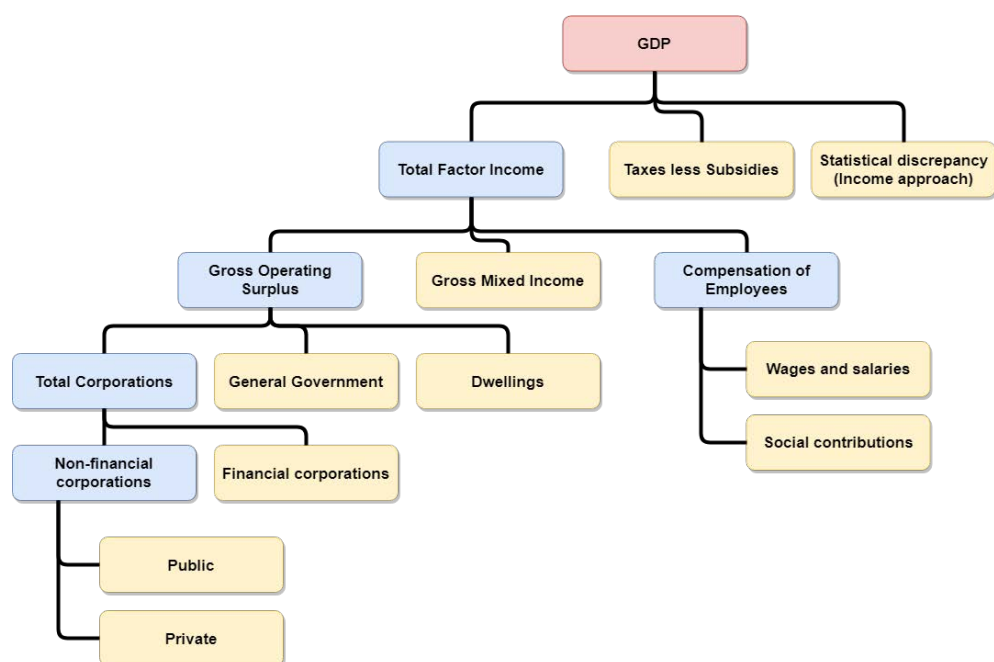 GDP
Total Factor Income
Taxes less Subsidies
Statistical discrepancy
(Income approach)
Gross Operating
Surplus
Gross Mixed Income
Compensation of
Employees
Total Corporations
General Government
Dwellings
Wages and salaries
Social contributions
Non-financial
corporations
Financial corporations
Public
Private